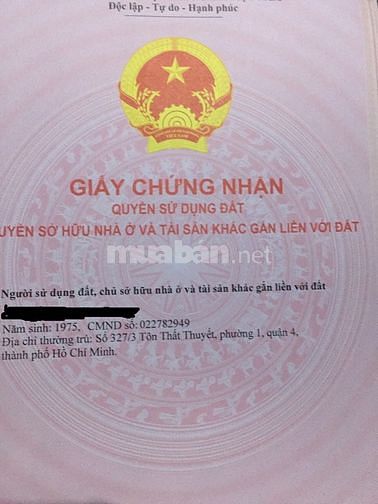 Độc lập - Tự do - Hạnh phúc
VIỆT NAM
GIẤY CHỨNG NHẬN
QUYỀN SỬ DỤNG ĐẤT
UYỀN SỞ HỮU NHÀ Ở VÀ TÀI SẢN KHÁC GẮN LIỀN VỚI ĐẤT
muabán.net
Người sử dụng đất, chủ sở hữu nhà ở và tài sản khác gắn liền với đất
Năm sinh: 1975, CMND số: 022782949
Địa chỉ thường trú: Số 327/3 Tôn Thất Thuyết, phường 1, quận 4,
thành phố Hồ Chí Minh.